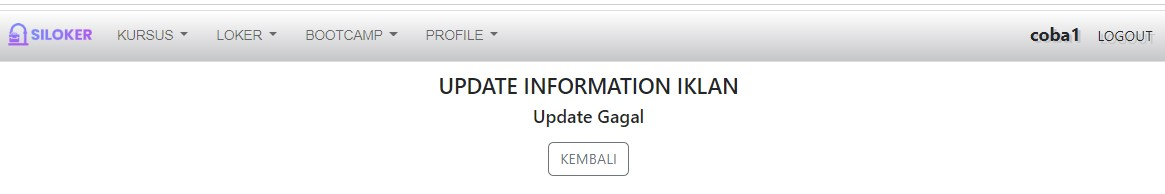 SILOKER KURSUS LOKER BOOTCAMP PROFILE coba1 LOGOUT
UPDATE INFORMATION IKLAN
Update Gagal
KEMBALI